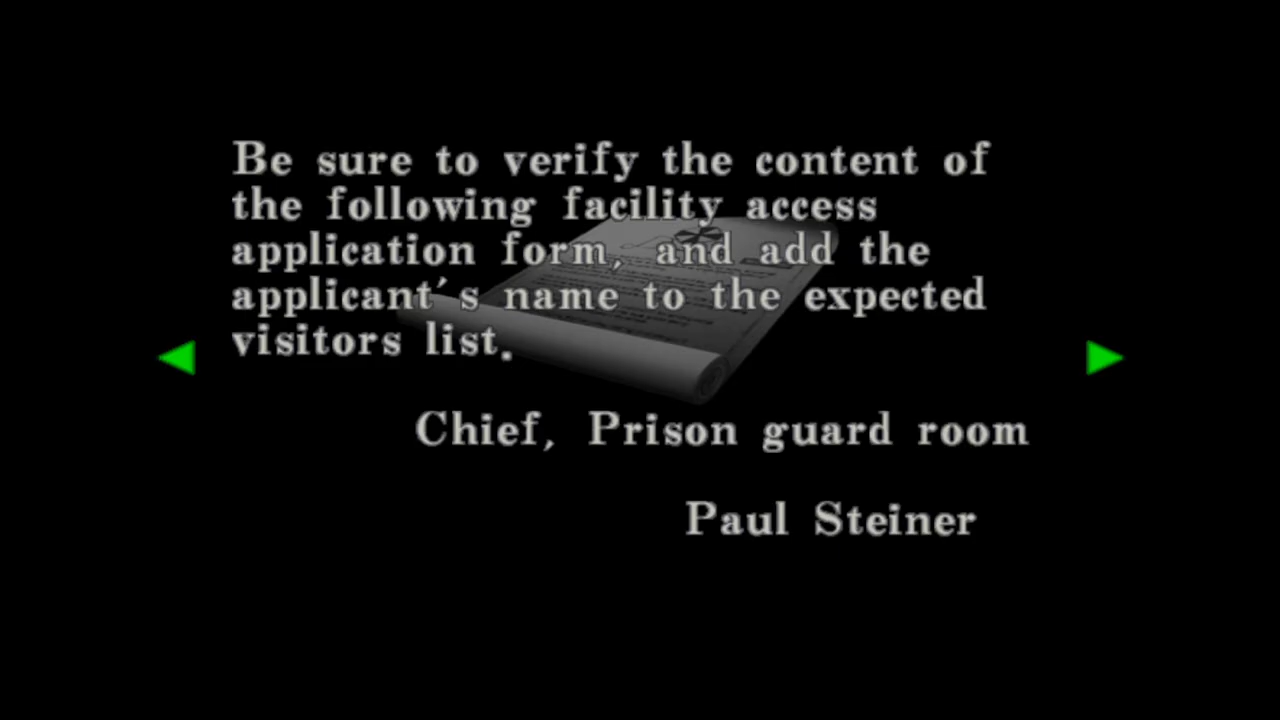 Be sure to verify the content of
the following facility access
application form, and add the
applicant's name to the expected
visitors list.
Chief, Prison guard room
Paul Steiner